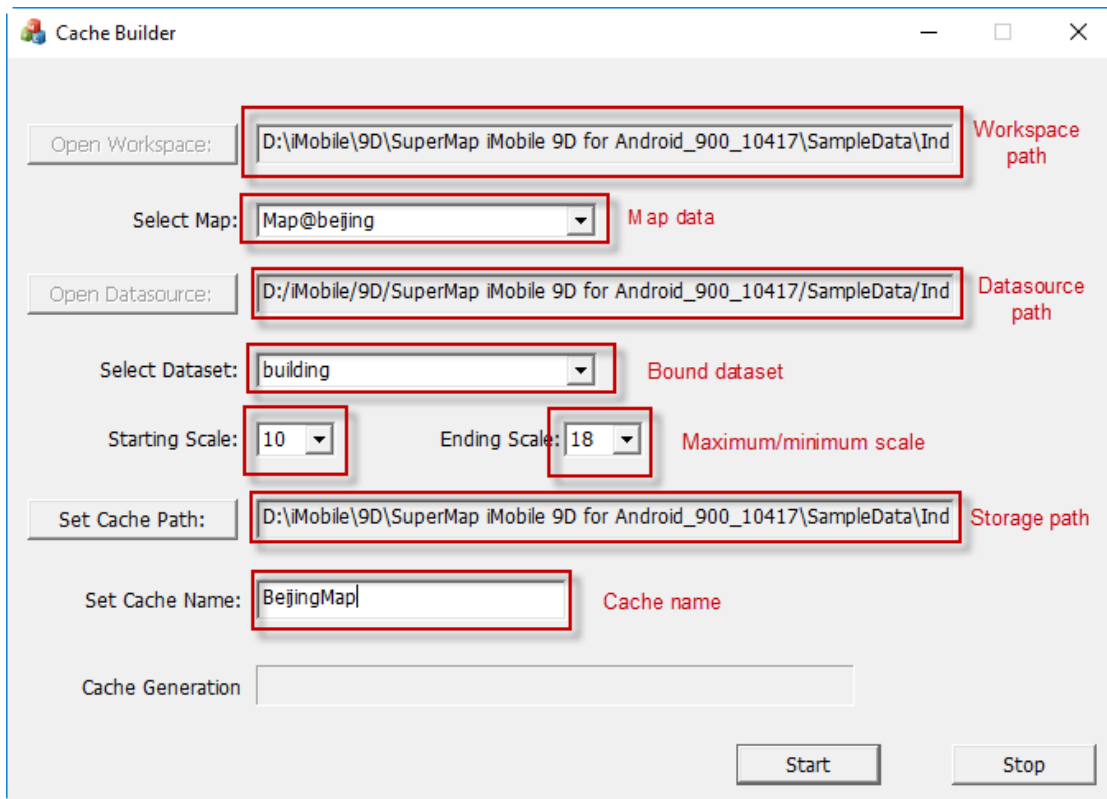 Cache Builder
Open Workspace: D:\iMobile\9D\SuperMap iMobile 9D for Android_900_10417\SampleData\Ind Workspace path
Select Map: Map@beijing Map data
Open Datasource: D:/iMobile/9D/SuperMap iMobile 9D for Android_900_10417/SampleData/Ind Datasource path
Select Dataset: building Bound dataset
Starting Scale: 10 Ending Scale: 18 Maximum/minimum scale
Set Cache Path: D:\iMobile\9D\SuperMap iMobile 9D for Android_900_10417\SampleData\Ind Storage path
Set Cache Name: BeijingMap Cache name
Cache Generation
Start Stop